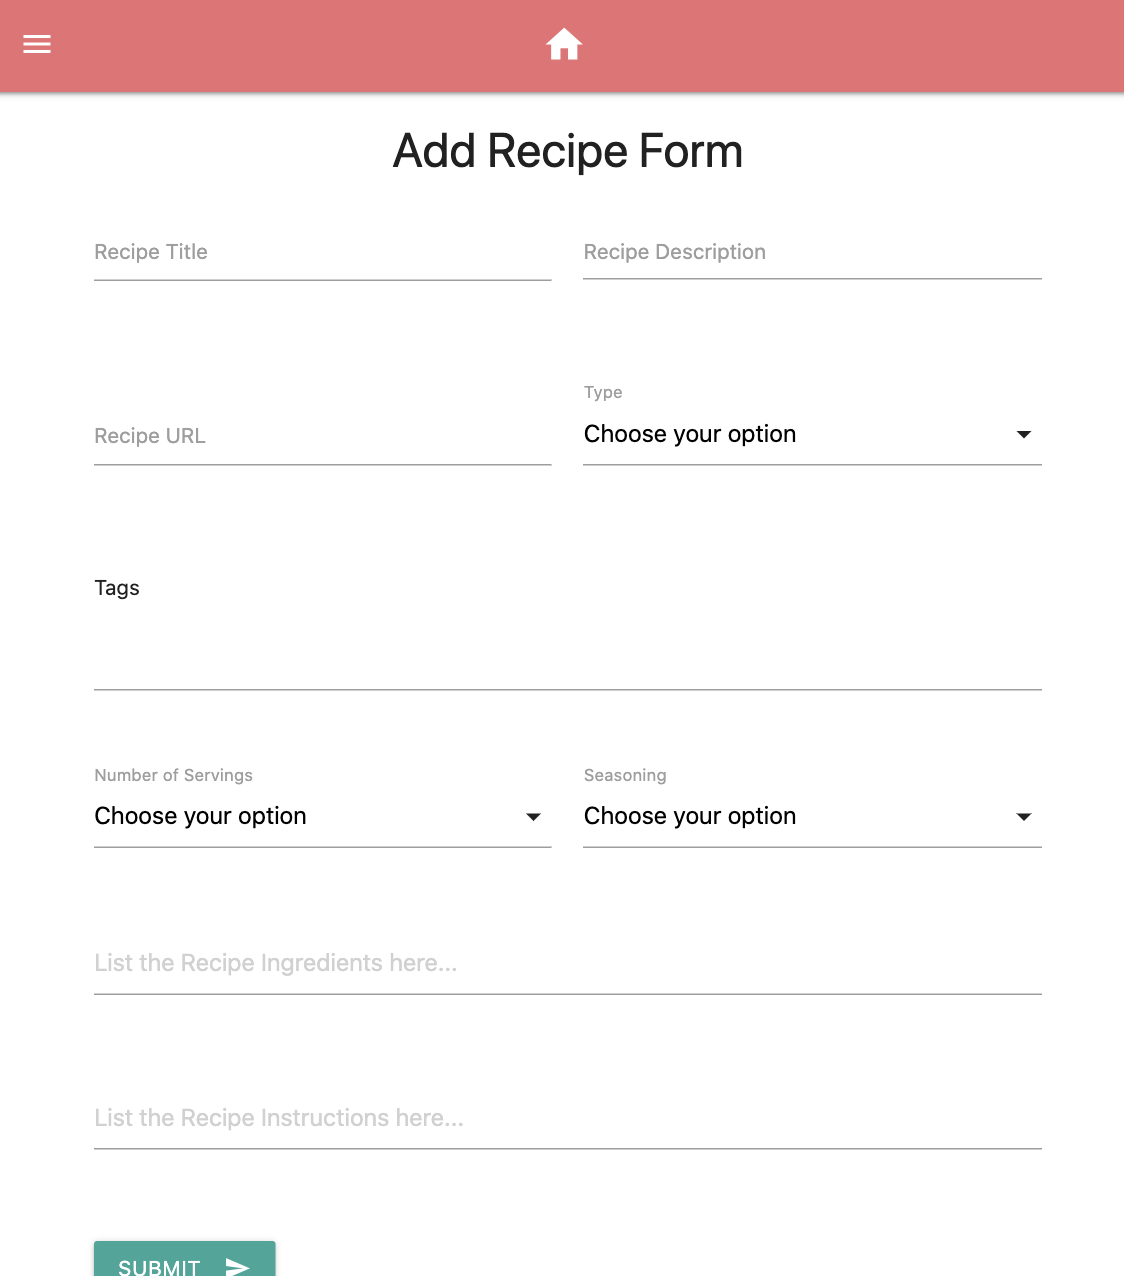 Add Recipe Form
Recipe Title
Recipe Description
Recipe URL
Type
Choose your option
Tags
Number of Servings
Choose your option
Seasoning
Choose your option
List the Recipe Ingredients here...
List the Recipe Instructions here...
SUBMIT